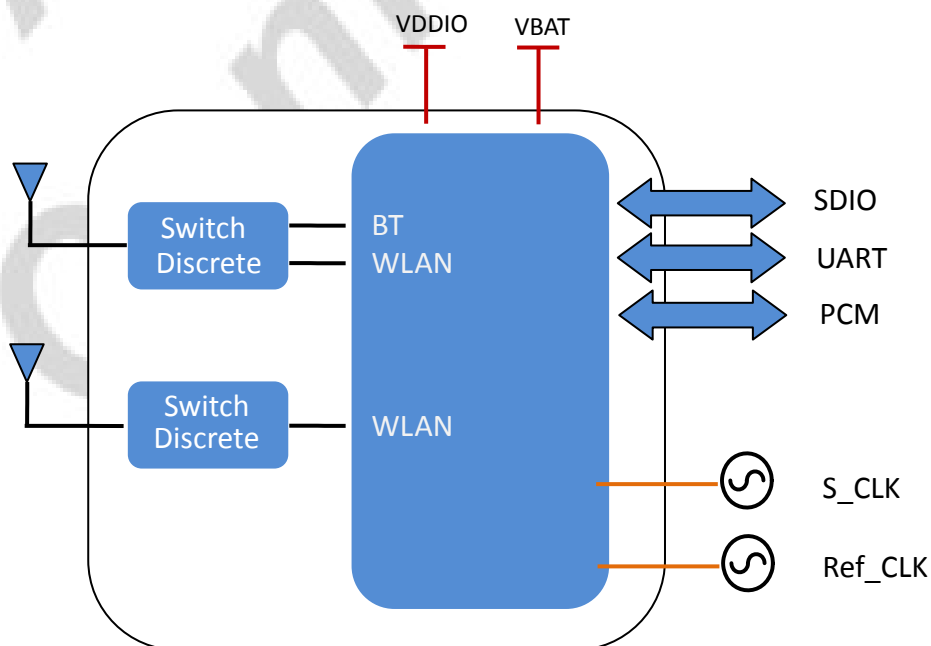 VDDIO
VBAT
Switch
Discrete
BT
WLAN
SDIO
UART
PCM
Switch
Discrete
WLAN
S_CLK
Ref_CLK